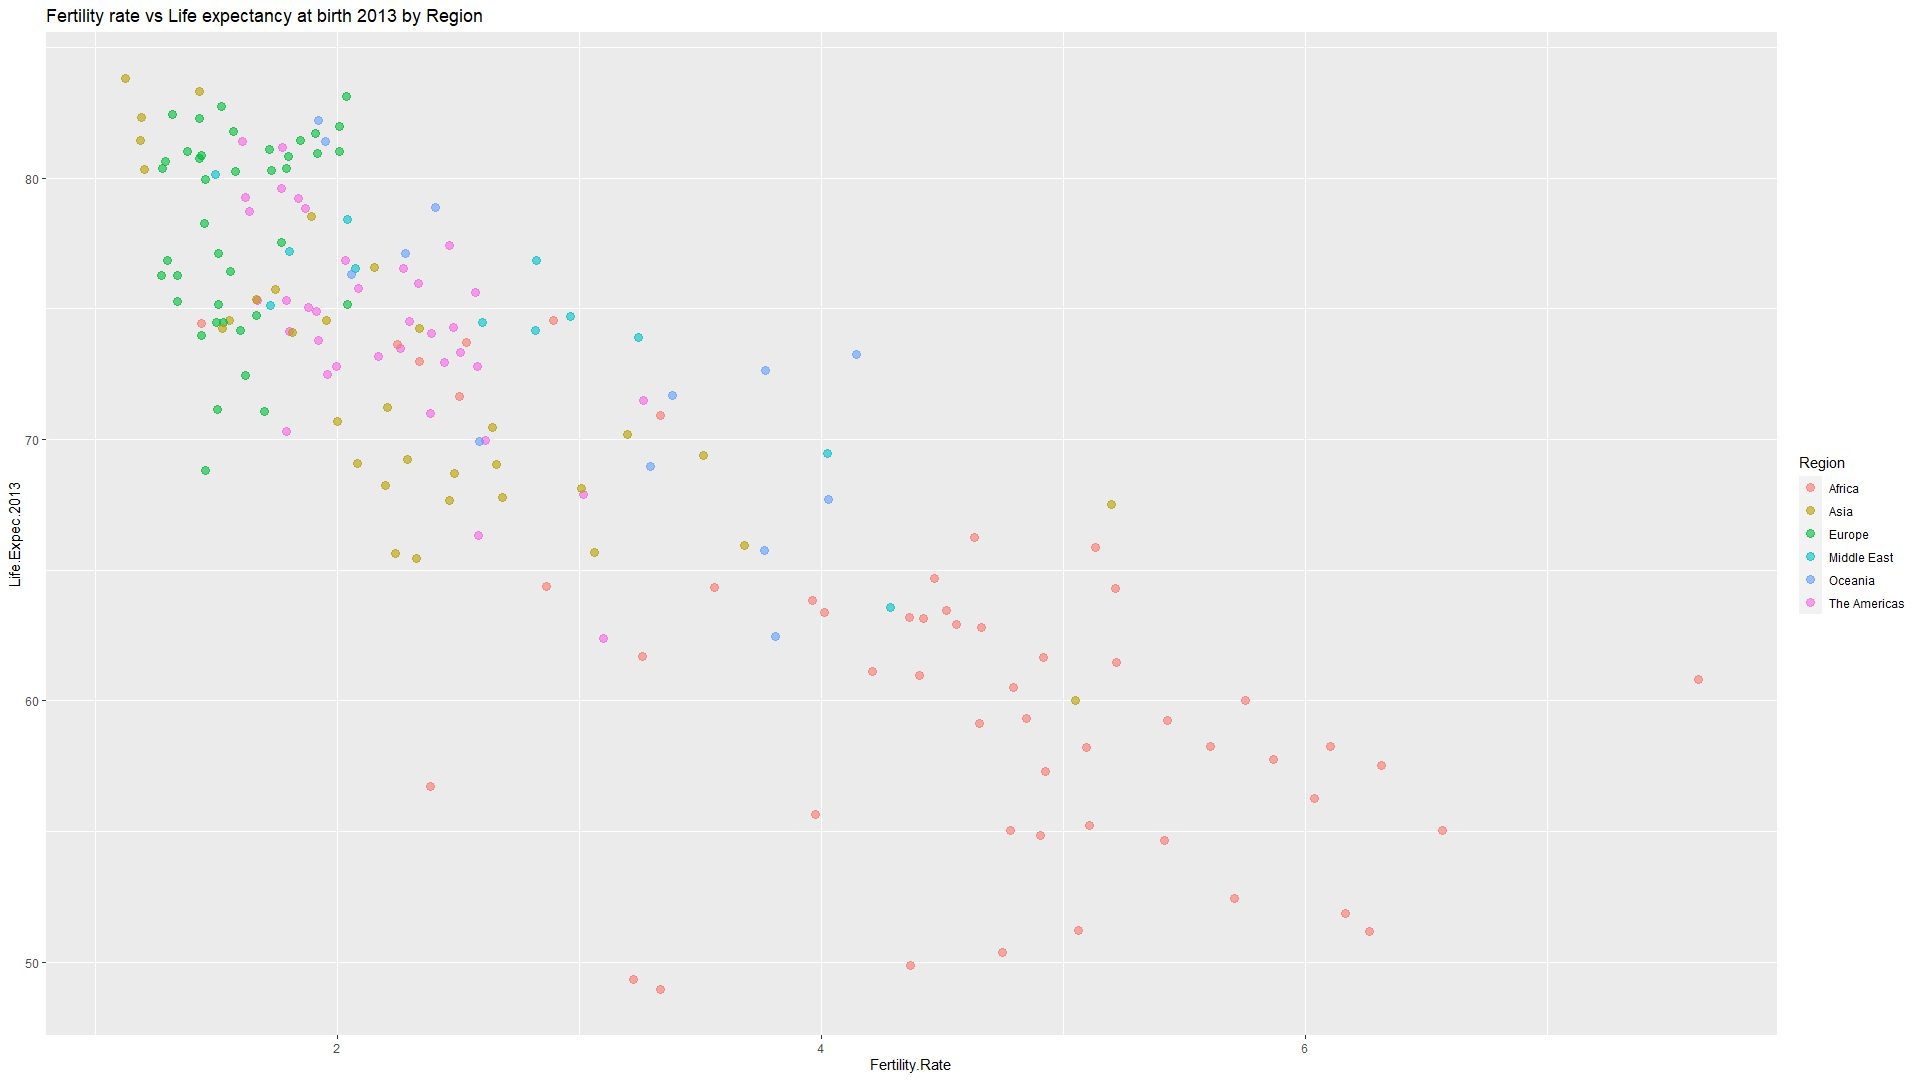 Fertility rate vs Life expectancy at birth 2013 by Region
80
70
60
50
Life.Expec.2013
2
4
6
Fertility.Rate
Region
Africa
Asia
Europe
Middle East
Oceania
The Americas